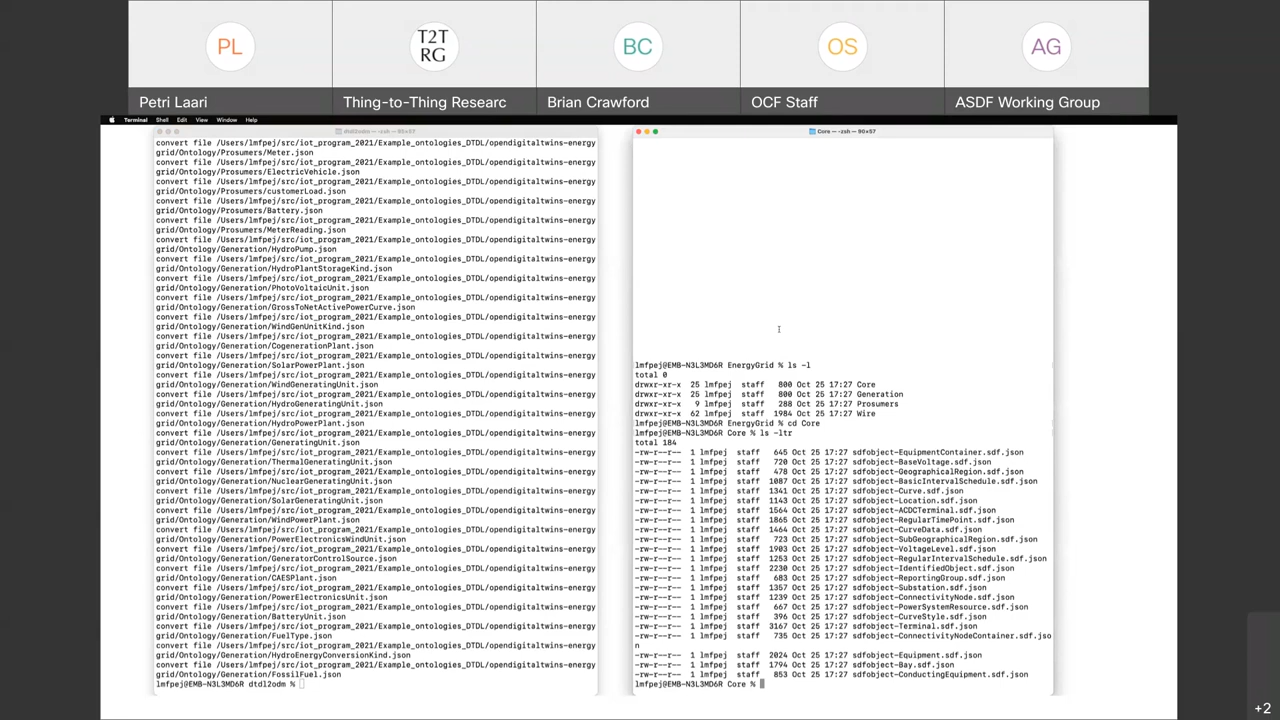 PL
T2T
RG
BC
OS
AG
Petri Laari
Thing-to-Thing Researc
Brian Crawford
OCF Staff
ASDF Working Group
Terminal Shell Edit View Window Help
dtdl2odm — -zsh — 90×57
convert file /Users/lmfpej/src/iot_program_2021/Example_ontologies_DTDL/opendigitaltwins-energy
grid/Ontology/Prosumers/Meter.json
convert file /Users/lmfpej/src/iot_program_2021/Example_ontologies_DTDL/opendigitaltwins-energy
grid/Ontology/Prosumers/ElectricVehicle.json
convert file /Users/lmfpej/src/iot_program_2021/Example_ontologies_DTDL/opendigitaltwins-energy
grid/Ontology/Prosumers/customerLoad.json
convert file /Users/lmfpej/src/iot_program_2021/Example_ontologies_DTDL/opendigitaltwins-energy
grid/Ontology/Prosumers/Battery.json
convert file /Users/lmfpej/src/iot_program_2021/Example_ontologies_DTDL/opendigitaltwins-energy
grid/Ontology/Prosumers/MeterReading.json
convert file /Users/lmfpej/src/iot_program_2021/Example_ontologies_DTDL/opendigitaltwins-energy
grid/Ontology/Generation/HydroPump.json
convert file /Users/lmfpej/src/iot_program_2021/Example_ontologies_DTDL/opendigitaltwins-energy
grid/Ontology/Generation/HydroPlantStorageKind.json
convert file /Users/lmfpej/src/iot_program_2021/Example_ontologies_DTDL/opendigitaltwins-energy
grid/Ontology/Generation/PhotoVoltaicUnit.json
convert file /Users/lmfpej/src/iot_program_2021/Example_ontologies_DTDL/opendigitaltwins-energy
grid/Ontology/Generation/GrossToNetActivePowerCurve.json
convert file /Users/lmfpej/src/iot_program_2021/Example_ontologies_DTDL/opendigitaltwins-energy
grid/Ontology/Generation/WindGenUnitKind.json
convert file /Users/lmfpej/src/iot_program_2021/Example_ontologies_DTDL/opendigitaltwins-energy
grid/Ontology/Generation/CogenerationPlant.json
convert file /Users/lmfpej/src/iot_program_2021/Example_ontologies_DTDL/opendigitaltwins-energy
grid/Ontology/Generation/SolarPowerPlant.json
convert file /Users/lmfpej/src/iot_program_2021/Example_ontologies_DTDL/opendigitaltwins-energy
grid/Ontology/Generation/WindGeneratingUnit.json
convert file /Users/lmfpej/src/iot_program_2021/Example_ontologies_DTDL/opendigitaltwins-energy
grid/Ontology/Generation/HydroGeneratingUnit.json
convert file /Users/lmfpej/src/iot_program_2021/Example_ontologies_DTDL/opendigitaltwins-energy
grid/Ontology/Generation/HydroPowerPlant.json
convert file /Users/lmfpej/src/iot_program_2021/Example_ontologies_DTDL/opendigitaltwins-energy
grid/Ontology/Generation/GeneratingUnit.json
convert file /Users/lmfpej/src/iot_program_2021/Example_ontologies_DTDL/opendigitaltwins-energy
grid/Ontology/Generation/ThermalGeneratingUnit.json
convert file /Users/lmfpej/src/iot_program_2021/Example_ontologies_DTDL/opendigitaltwins-energy
grid/Ontology/Generation/NuclearGeneratingUnit.json
convert file /Users/lmfpej/src/iot_program_2021/Example_ontologies_DTDL/opendigitaltwins-energy
grid/Ontology/Generation/SolarGeneratingUnit.json
convert file /Users/lmfpej/src/iot_program_2021/Example_ontologies_DTDL/opendigitaltwins-energy
grid/Ontology/Generation/WindPowerPlant.json
convert file /Users/lmfpej/src/iot_program_2021/Example_ontologies_DTDL/opendigitaltwins-energy
grid/Ontology/Generation/PowerElectronicsWindUnit.json
convert file /Users/lmfpej/src/iot_program_2021/Example_ontologies_DTDL/opendigitaltwins-energy
grid/Ontology/Generation/GeneratorControlSource.json
convert file /Users/lmfpej/src/iot_program_2021/Example_ontologies_DTDL/opendigitaltwins-energy
grid/Ontology/Generation/CAESPlant.json
convert file /Users/lmfpej/src/iot_program_2021/Example_ontologies_DTDL/opendigitaltwins-energy
grid/Ontology/Generation/PowerElectronicsUnit.json
convert file /Users/lmfpej/src/iot_program_2021/Example_ontologies_DTDL/opendigitaltwins-energy
grid/Ontology/Generation/BatteryUnit.json
convert file /Users/lmfpej/src/iot_program_2021/Example_ontologies_DTDL/opendigitaltwins-energy
grid/Ontology/Generation/FuelType.json
convert file /Users/lmfpej/src/iot_program_2021/Example_ontologies_DTDL/opendigitaltwins-energy
grid/Ontology/Generation/HydroEnergyConversionKind.json
convert file /Users/lmfpej/src/iot_program_2021/Example_ontologies_DTDL/opendigitaltwins-energy
grid/Ontology/Generation/FossilFuel.json
lmfpej@EMB-N3L3MD6R dtdl2odm %
Core — -zsh — 90×57
lmfpej@EMB-N3L3MD6R EnergyGrid % ls -l
total 0
drwxr-xr-x 25 lmfpej staff 800 Oct 25 17:27 Core
drwxr-xr-x 25 lmfpej staff 800 Oct 25 17:27 Generation
drwxr-xr-x 9 lmfpej staff 288 Oct 25 17:27 Prosumers
drwxr-xr-x 62 lmfpej staff 1984 Oct 25 17:27 Wire
lmfpej@EMB-N3L3MD6R EnergyGrid % cd Core
lmfpej@EMB-N3L3MD6R Core % ls -ltr
total 184
-rw-r--r-- 1 lmfpej staff 645 Oct 25 17:27 sdfobject-EquipmentContainer.sdf.json
-rw-r--r-- 1 lmfpej staff 720 Oct 25 17:27 sdfobject-BaseVoltage.sdf.json
-rw-r--r-- 1 lmfpej staff 478 Oct 25 17:27 sdfobject-GeographicalRegion.sdf.json
-rw-r--r-- 1 lmfpej staff 1087 Oct 25 17:27 sdfobject-BasicIntervalSchedule.sdf.json
-rw-r--r-- 1 lmfpej staff 1341 Oct 25 17:27 sdfobject-Curve.sdf.json
-rw-r--r-- 1 lmfpej staff 1143 Oct 25 17:27 sdfobject-Location.sdf.json
-rw-r--r-- 1 lmfpej staff 1564 Oct 25 17:27 sdfobject-ACDCTerminal.sdf.json
-rw-r--r-- 1 lmfpej staff 1865 Oct 25 17:27 sdfobject-RegularTimePoint.sdf.json
-rw-r--r-- 1 lmfpej staff 1464 Oct 25 17:27 sdfobject-CurveData.sdf.json
-rw-r--r-- 1 lmfpej staff 723 Oct 25 17:27 sdfobject-SubGeographicalRegion.sdf.json
-rw-r--r-- 1 lmfpej staff 1903 Oct 25 17:27 sdfobject-VoltageLevel.sdf.json
-rw-r--r-- 1 lmfpej staff 1253 Oct 25 17:27 sdfobject-RegularIntervalSchedule.sdf.json
-rw-r--r-- 1 lmfpej staff 2230 Oct 25 17:27 sdfobject-IdentifiedObject.sdf.json
-rw-r--r-- 1 lmfpej staff 683 Oct 25 17:27 sdfobject-ReportingGroup.sdf.json
-rw-r--r-- 1 lmfpej staff 1357 Oct 25 17:27 sdfobject-Substation.sdf.json
-rw-r--r-- 1 lmfpej staff 1239 Oct 25 17:27 sdfobject-ConnectivityNode.sdf.json
-rw-r--r-- 1 lmfpej staff 667 Oct 25 17:27 sdfobject-PowerSystemResource.sdf.json
-rw-r--r-- 1 lmfpej staff 396 Oct 25 17:27 sdfobject-CurveStyle.sdf.json
-rw-r--r-- 1 lmfpej staff 3167 Oct 25 17:27 sdfobject-Terminal.sdf.json
-rw-r--r-- 1 lmfpej staff 735 Oct 25 17:27 sdfobject-ConnectivityNodeContainer.sdf.jso
n
-rw-r--r-- 1 lmfpej staff 2024 Oct 25 17:27 sdfobject-Equipment.sdf.json
-rw-r--r-- 1 lmfpej staff 1794 Oct 25 17:27 sdfobject-Bay.sdf.json
-rw-r--r-- 1 lmfpej staff 853 Oct 25 17:27 sdfobject-ConductingEquipment.sdf.json
lmfpej@EMB-N3L3MD6R Core %
+2